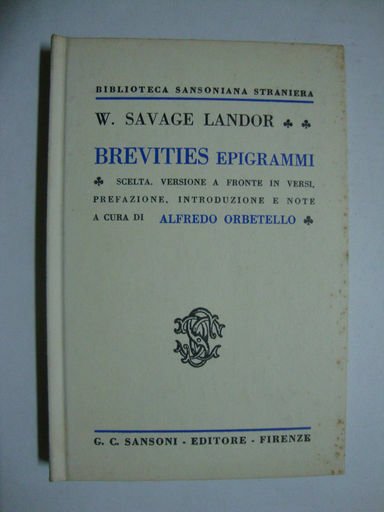 BIBLIOTECA SANSONIANA STRANIERA
W. SAVAGE LANDOR ♣ ♣
BREVITIES EPIGRAMMI
♣ SCELTA, VERSIONE A FRONTE IN VERSI,
PREFAZIONE, INTRODUZIONE E NOTE
A CURA DI ALFREDO ORBETELLO ♣
G. C. SANSONI - EDITORE - FIRENZE